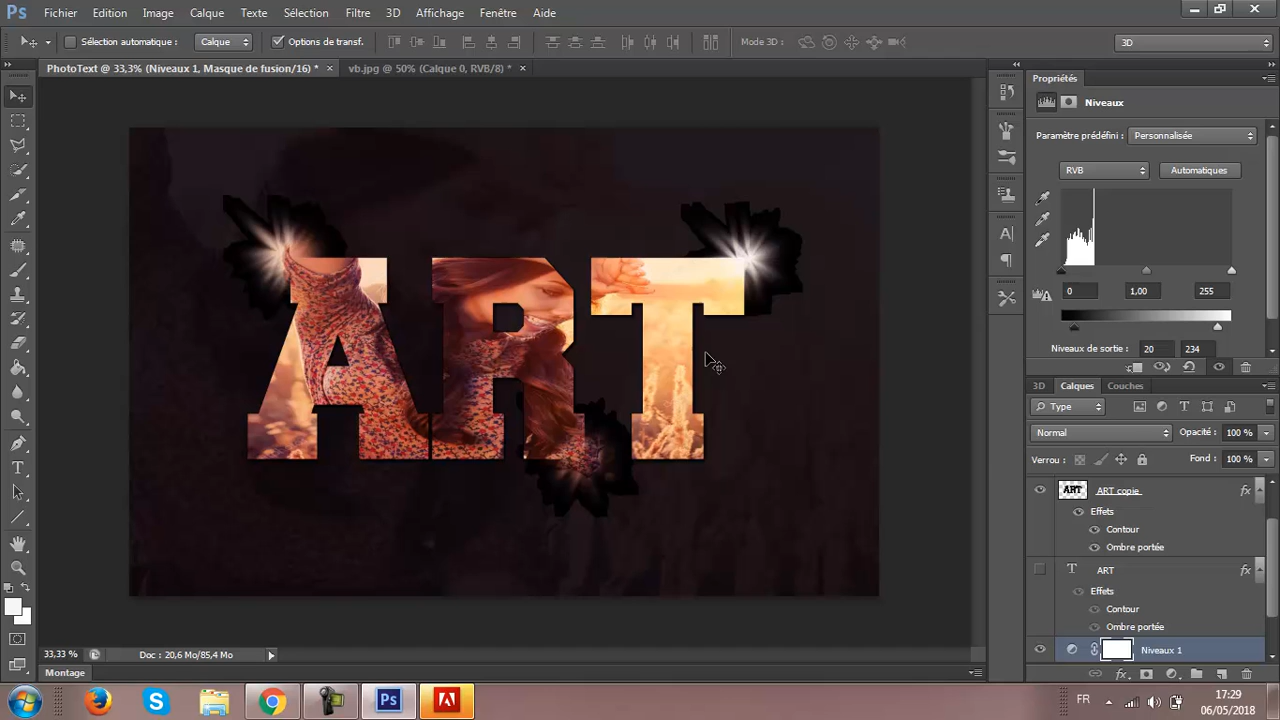 Ps Fichier Edition Image Calque Texte Sélection Filtre 3D Affichage Fenêtre Aide
Sélection automatique : Calque Options de transf. Mode 3D : 3D
PhotoText @ 33,3% (Niveaux 1, Masque de fusion/16) * × vb.jpg @ 50% (Calque 0, RVB/8) * ×
Propriétés
Niveaux
Paramètre prédéfini : Personnalisée
RVB Automatiques
0 1,00 255
Niveaux de sortie : 20 234
3D Calques Couches
Type
Normal Opacité : 100 %
Verrou : Fond : 100 %
ART copie fx
Effets
Contour
Ombre portée
T ART fx
Effets
Contour
Ombre portée
Niveaux 1
ART
33,33 % Doc : 20,6 Mo/85,4 Mo
Montage
FR 17:29
06/05/2018